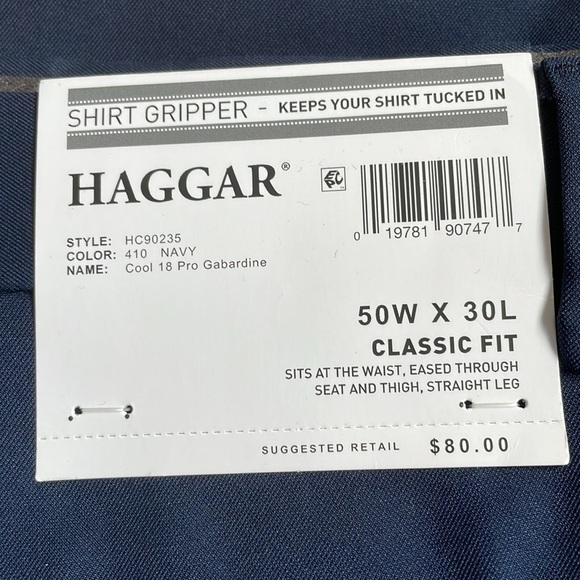 SHIRT GRIPPER - KEEPS YOUR SHIRT TUCKED IN
HAGGAR®
STYLE: HC90235
COLOR: 410 NAVY
NAME: Cool 18 Pro Gabardine
0 19781 90747 7
50W X 30L
CLASSIC FIT
SITS AT THE WAIST, EASED THROUGH
SEAT AND THIGH, STRAIGHT LEG
SUGGESTED RETAIL $80.00